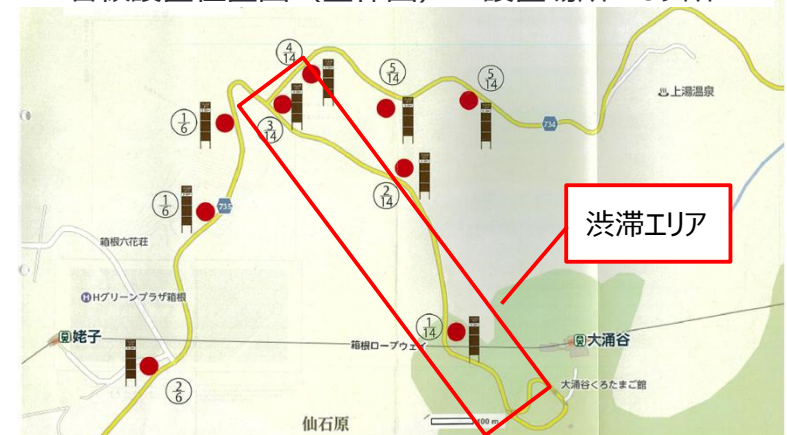 4/14
5/14
5/14
上湯温泉
1/6
3/14
734
2/14
渋滞エリア
1/6
735
箱根六花荘
Hグリーンプラザ箱根
1/14
姥子
箱根ロープウェイ
大涌谷
大涌谷くろたまご館
2/6
仙石原
100 m